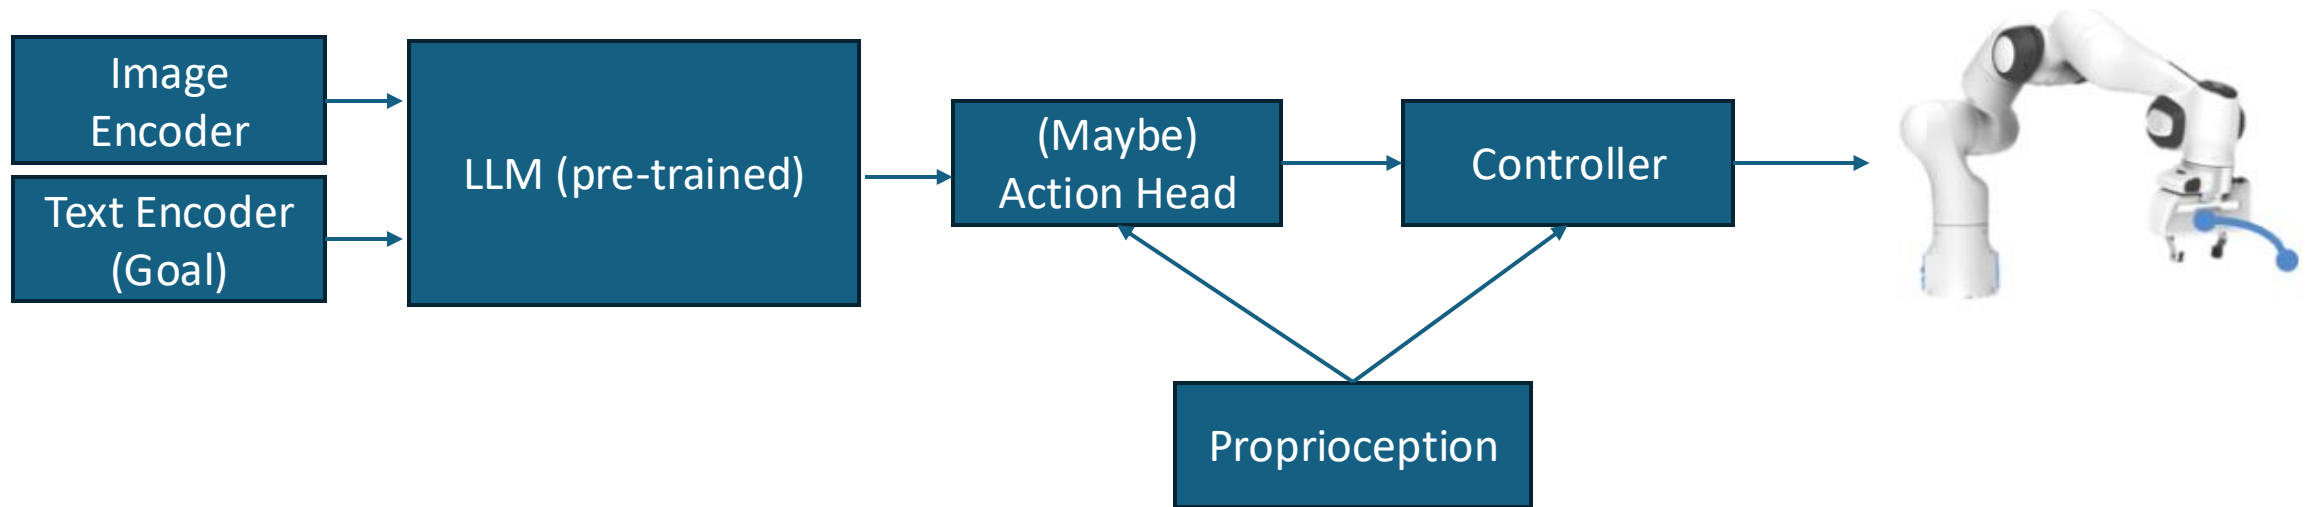 Image
Encoder
Text Encoder
(Goal)
LLM (pre-trained)
(Maybe)
Action Head
Controller
Proprioception